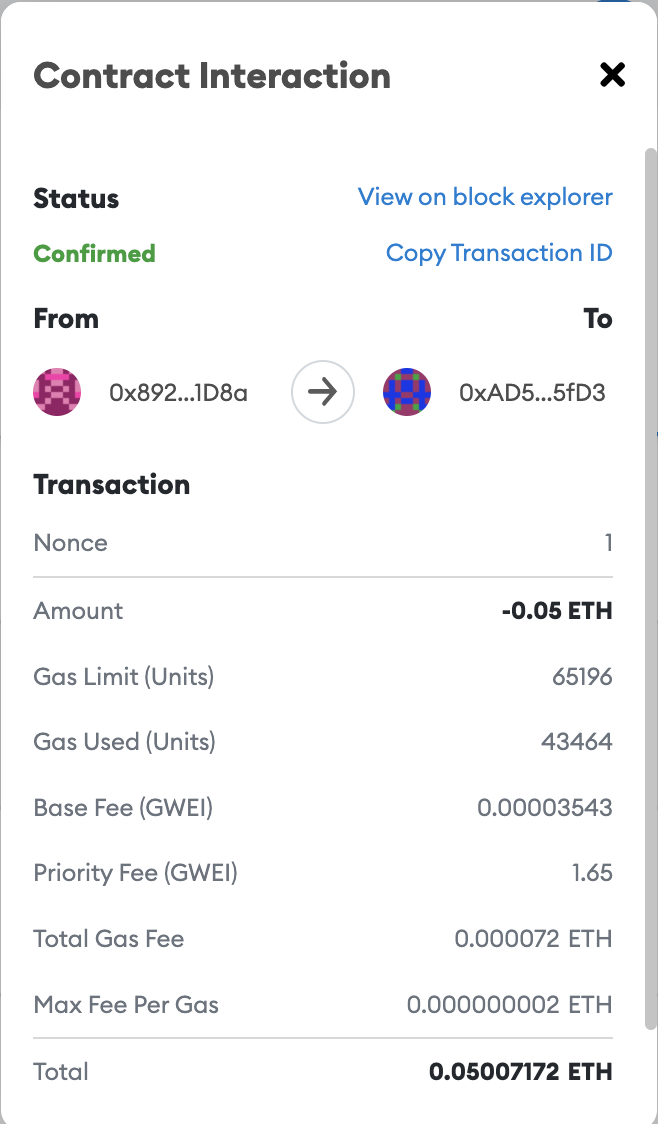 Contract Interaction
Status View on block explorer
Confirmed Copy Transaction ID
From To
0x892...1D8a 0xAD5...5fD3
Transaction
Nonce 1
Amount -0.05 ETH
Gas Limit (Units) 65196
Gas Used (Units) 43464
Base Fee (GWEI) 0.00003543
Priority Fee (GWEI) 1.65
Total Gas Fee 0.000072 ETH
Max Fee Per Gas 0.000000002 ETH
Total 0.05007172 ETH